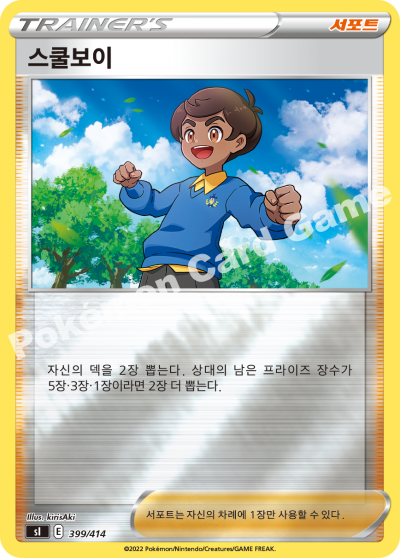 TRAINER'S 서포트
스쿨보이
Pokémon Card Game
자신의 덱을 2장 뽑는다. 상대의 남은 프라이즈 장수가
5장·3장·1장이라면 2장 더 뽑는다.
Illus. kirisAki
sI E 399/414
서포트는 자신의 차례에 1장만 사용할 수 있다.
©2022 Pokémon/Nintendo/Creatures/GAME FREAK.